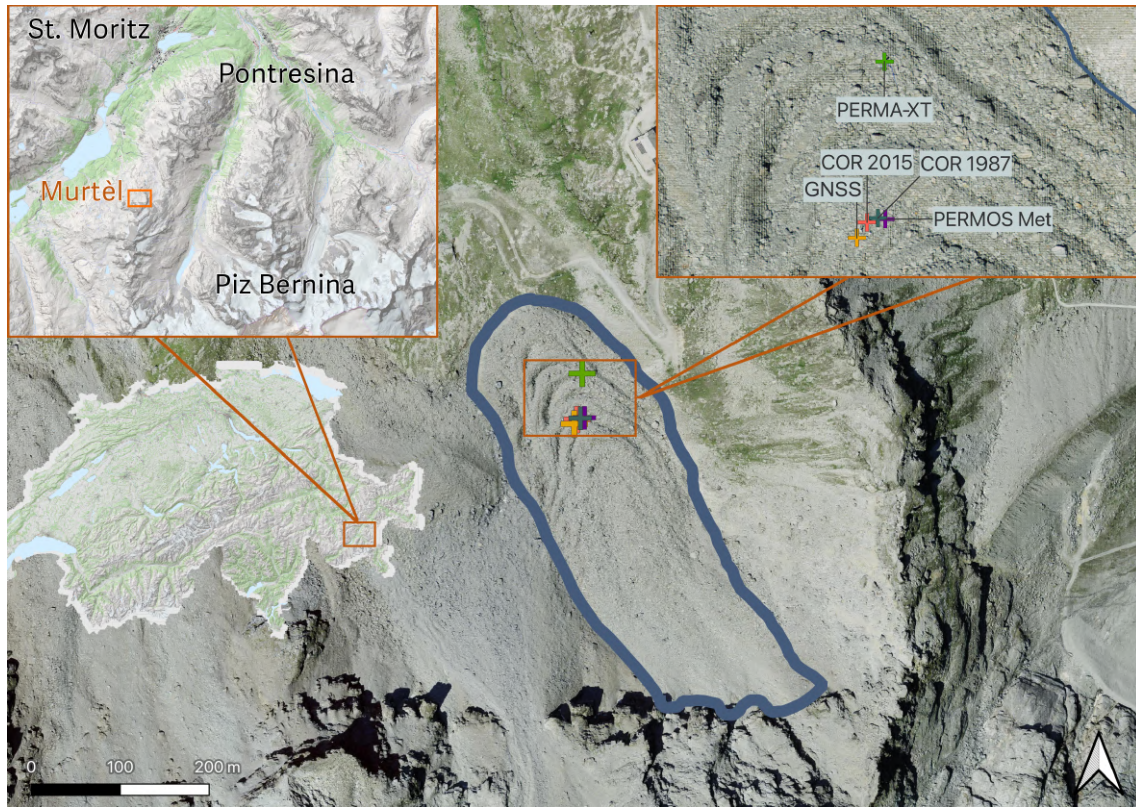 St. Moritz
Pontresina
Murtèl
Piz Bernina
PERMA-XT
COR 2015
COR 1987
GNSS
PERMOS Met
0
100
200 m